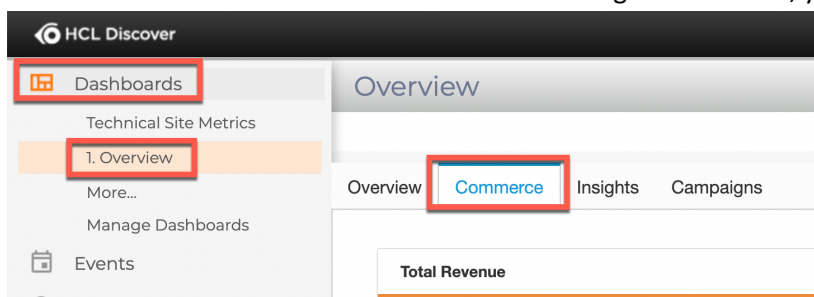 HCL Discover
Dashboards
Technical Site Metrics
1. Overview
More...
Manage Dashboards
Events
Overview
Overview Commerce Insights Campaigns
Total Revenue